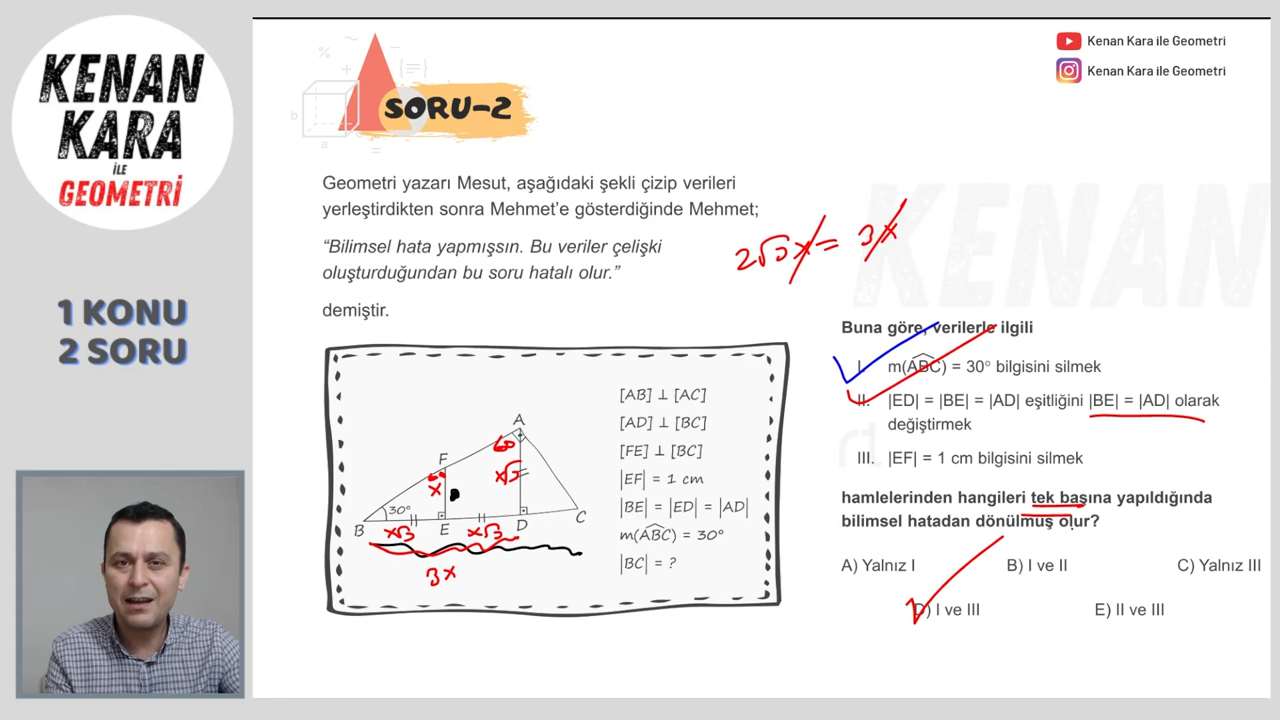 KENAN
KARA
İLE
GEOMETRİ
1 KONU
2 SORU
Kenan Kara ile Geometri
Kenan Kara ile Geometri
SORU-2
Geometri yazarı Mesut, aşağıdaki şekli çizip verileri
yerleştirdikten sonra Mehmet'e gösterdiğinde Mehmet;
"Bilimsel hata yapmışsın. Bu veriler çelişki
oluşturduğundan bu soru hatalı olur."
demiştir.
2√3x = 3x
A
F
60
x
x√3
30°
B
E
D
C
x√3
x√3
3x
[AB] ⊥ [AC]
[AD] ⊥ [BC]
[FE] ⊥ [BC]
|EF| = 1 cm
|BE| = |ED| = |AD|
m(ABC) = 30°
|BC| = ?
KENAN
Buna göre, verilerle ilgili
I. m(ABC) = 30° bilgisini silmek
II. |ED| = |BE| = |AD| eşitliğini |BE| = |AD| olarak
değiştirmek
III. |EF| = 1 cm bilgisini silmek
hamlelerinden hangileri tek başına yapıldığında
bilimsel hatadan dönülmüş olur?
A) Yalnız I B) I ve II C) Yalnız III
D) I ve III E) II ve III